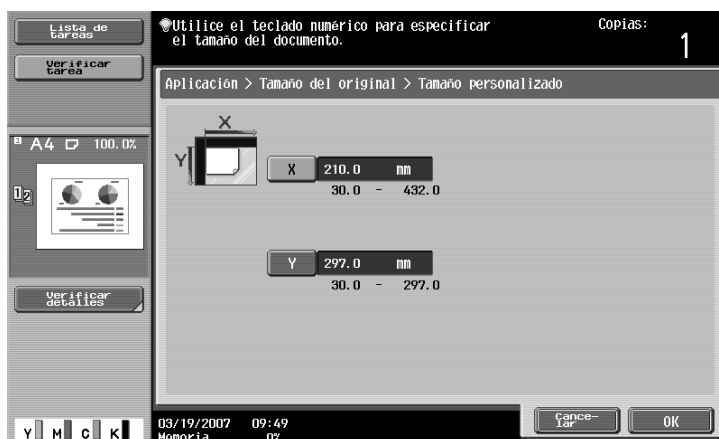 Lista de
tareas
Verificar
tarea
A4 100.0%
12
Verificar
detalles
Y M C K
Utilice el teclado numérico para especificar
el tamaño del documento.
Copias:
1
Aplicación > Tamaño del original > Tamaño personalizado
X
Y
X 210.0 mm
30.0 - 432.0
Y 297.0 mm
30.0 - 297.0
03/19/2007 09:49
Memoria 0%
Cance-
lar
OK